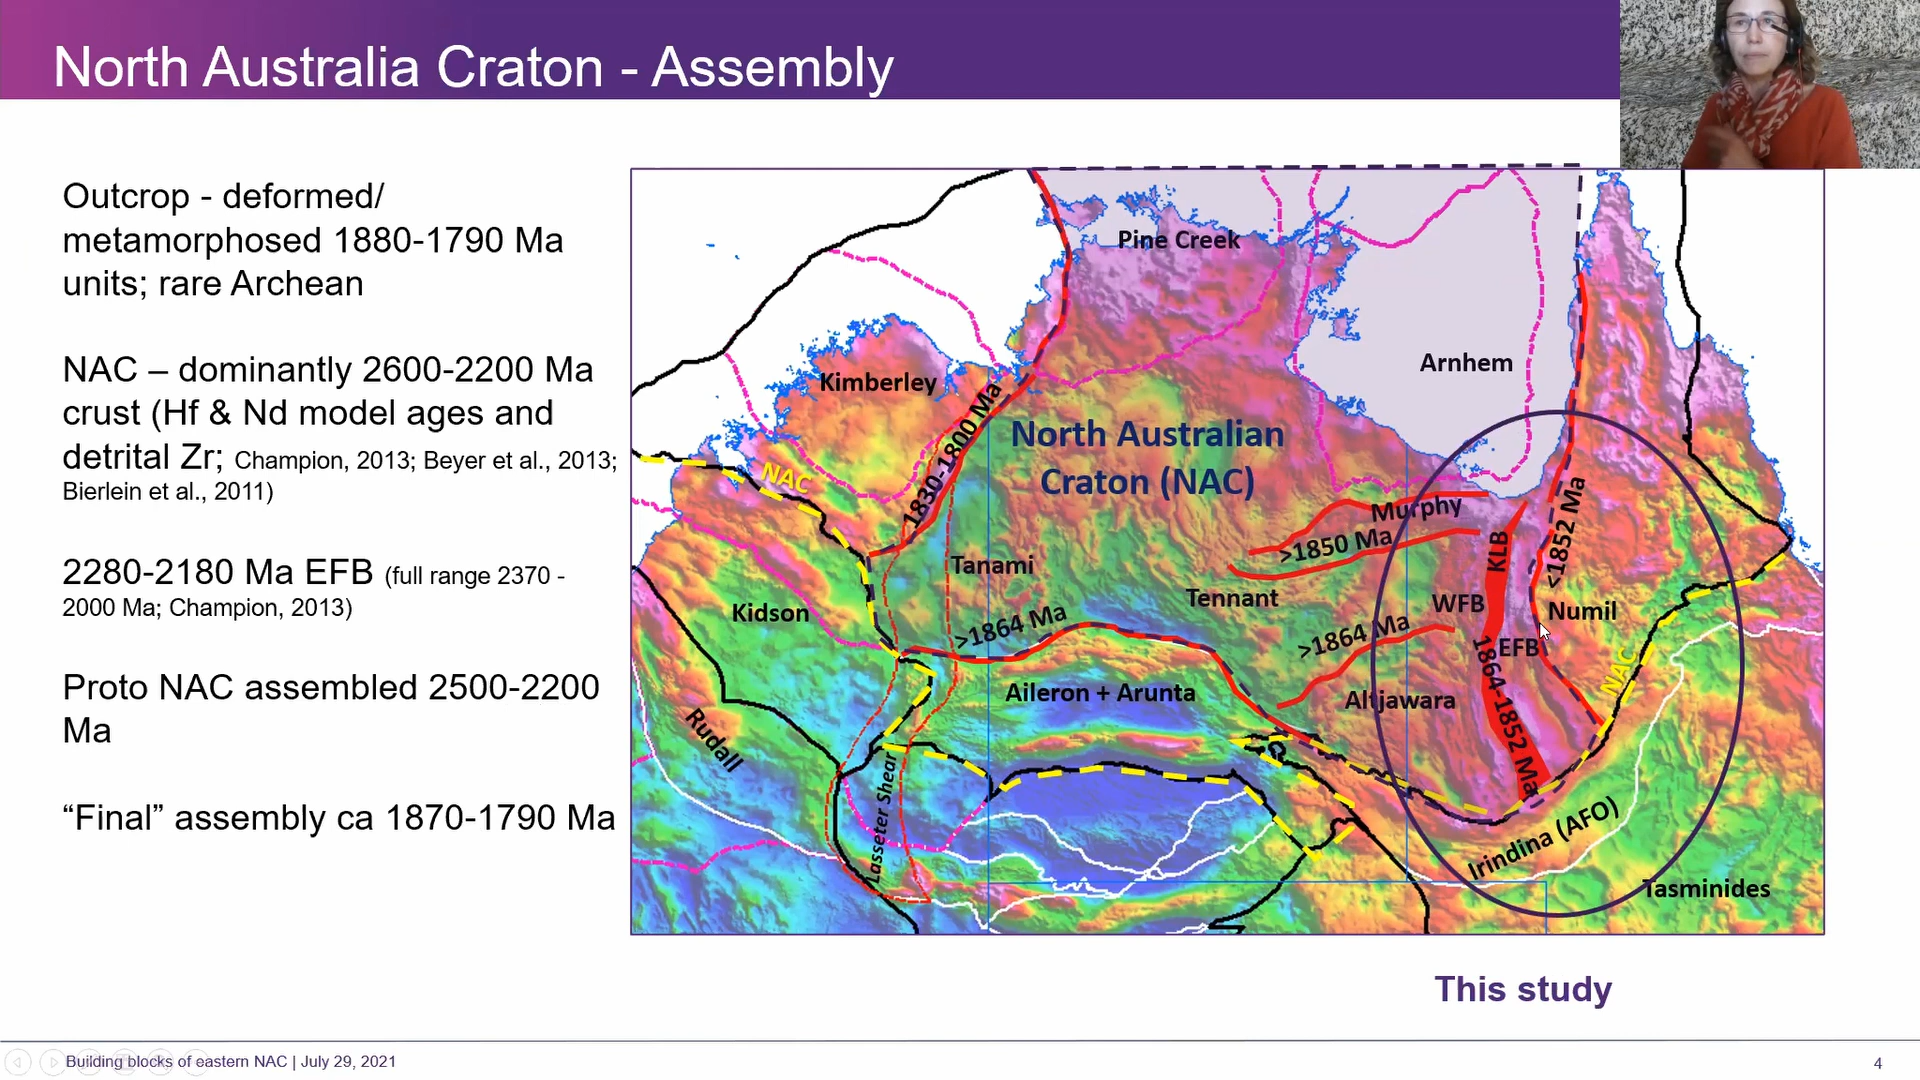 North Australia Craton - Assembly
Outcrop - deformed/
metamorphosed 1880-1790 Ma
units; rare Archean
NAC – dominantly 2600-2200 Ma
crust (Hf & Nd model ages and
detrital Zr; Champion, 2013; Beyer et al., 2013;
Bierlein et al., 2011)
2280-2180 Ma EFB (full range 2370 -
2000 Ma; Champion, 2013)
Proto NAC assembled 2500-2200
Ma
“Final” assembly ca 1870-1790 Ma
Pine Creek
Arnhem
Kimberley
1830-1800 Ma
North Australian
Craton (NAC)
NAC
Murphy
>1850 Ma
KLB
<1852 Ma
Tanami
Tennant
WFB
Numil
Kidson
>1864 Ma
>1864 Ma
EFB
1864-1852 Ma
NAC
Aileron + Arunta
Altjawara
Rudall
Lasseter Shear
Irindina (AFO)
Tasminides
This study
Building blocks of eastern NAC | July 29, 2021
4